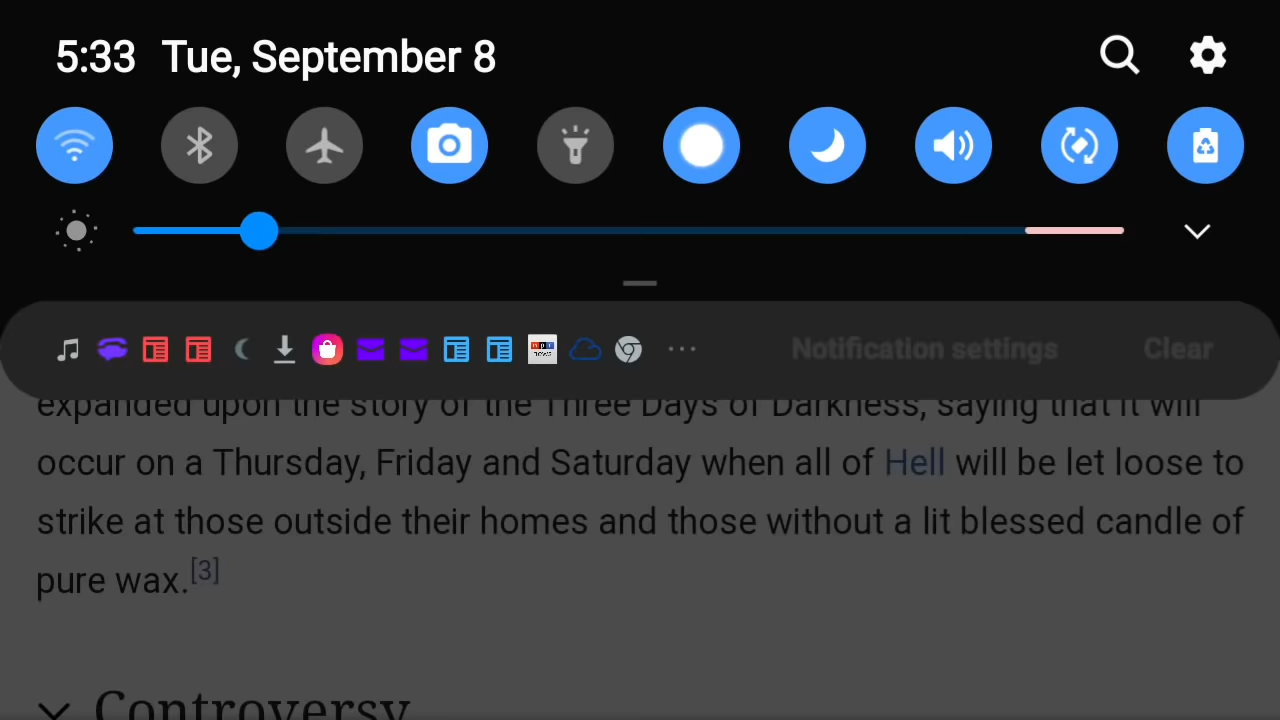 5:33 Tue, September 8
npr
news
Notification settings Clear
expanded upon the story of the Three Days of Darkness, saying that it will
occur on a Thursday, Friday and Saturday when all of Hell will be let loose to
strike at those outside their homes and those without a lit blessed candle of
pure wax.[3]
Controversy